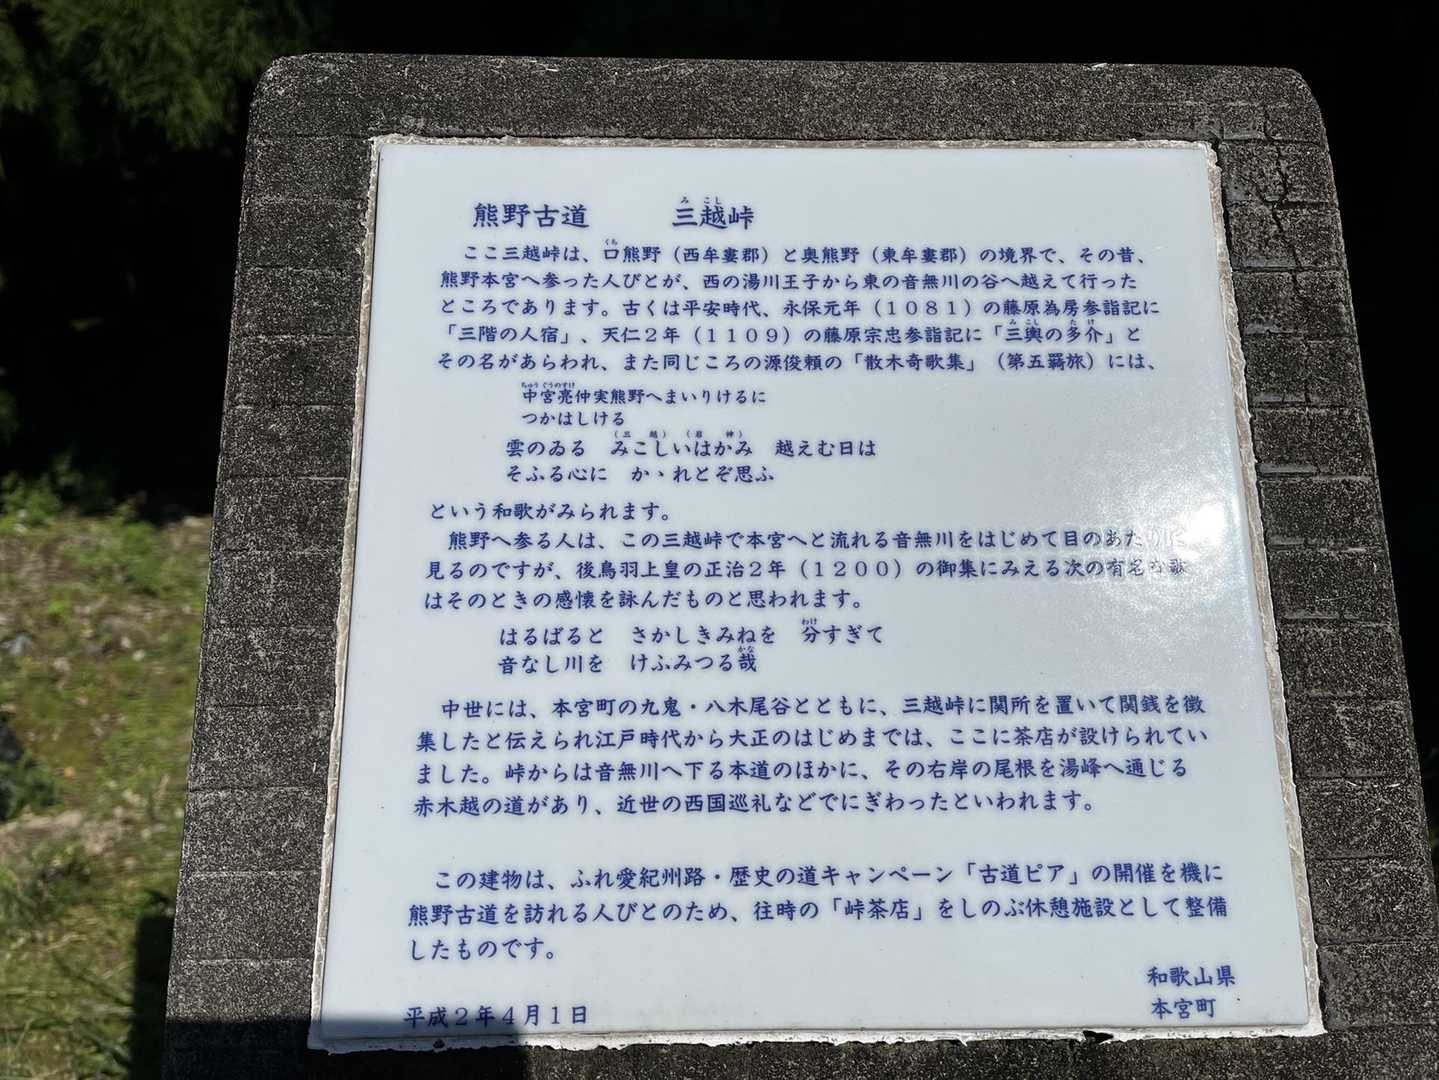 熊野古道　三越峠
ここ三越峠は、口熊野（西牟婁郡）と奥熊野（東牟婁郡）の境界で、その昔、
熊野本宮へ参った人びとが、西の湯川王子から東の音無川の谷へ越えて行った
ところであります。古くは平安時代、永保元年（１０８１）の藤原為房参詣記に
「三階の人宿」、天仁２年（１１０９）の藤原宗忠参詣記に「三輿の多介」と
その名があらわれ、また同じころの源俊頼の「散木奇歌集」（第五羇旅）には、
中宮亮仲実熊野へまいりけるに
つかはしける
雲のゐる　みこしいはかみ　越えむ日は
そふる心に　かゝれとぞ思ふ
という和歌がみられます。
熊野へ参る人は、この三越峠で本宮へと流れる音無川をはじめて目のあたりに
見るのですが、後鳥羽上皇の正治２年（１２００）の御集にみえる次の有名な歌
はそのときの感懐を詠んだものと思われます。
はるばると　さかしきみねを　分すぎて
音なし川を　けふみつる哉
中世には、本宮町の九鬼・八木尾谷とともに、三越峠に関所を置いて関銭を徴
集したと伝えられ江戸時代から大正のはじめまでは、ここに茶店が設けられてい
ました。峠からは音無川へ下る本道のほかに、その右岸の尾根を湯峰へ通じる
赤木越の道があり、近世の西国巡礼などでにぎわったといわれます。
この建物は、ふれ愛紀州路・歴史の道キャンペーン「古道ピア」の開催を機に
熊野古道を訪れる人びとのため、往時の「峠茶店」をしのぶ休憩施設として整備
したものです。
和歌山県
本宮町
平成２年４月１日